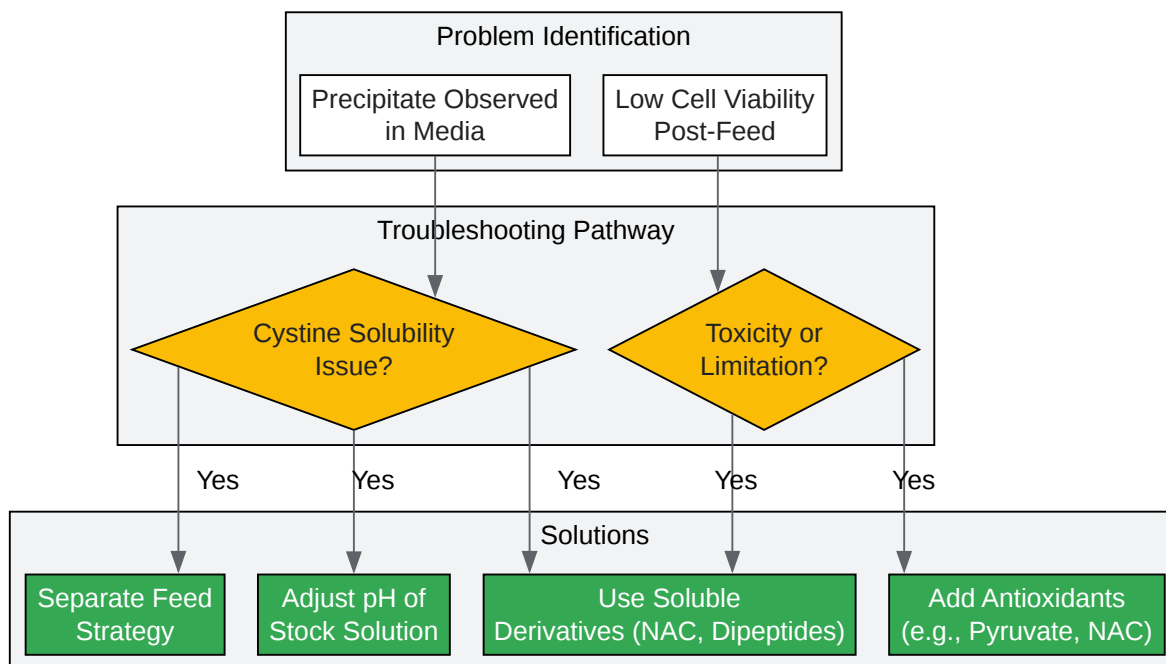 Problem Identification
Precipitate Observed
in Media
Low Cell Viability
Post-Feed
Troubleshooting Pathway
Cystine Solubility
Issue?
Toxicity or
Limitation?
Yes
Yes
Yes
Yes
Yes
Solutions
Separate Feed
Strategy
Adjust pH of
Stock Solution
Use Soluble
Derivatives (NAC, Dipeptides)
Add Antioxidants
(e.g., Pyruvate, NAC)